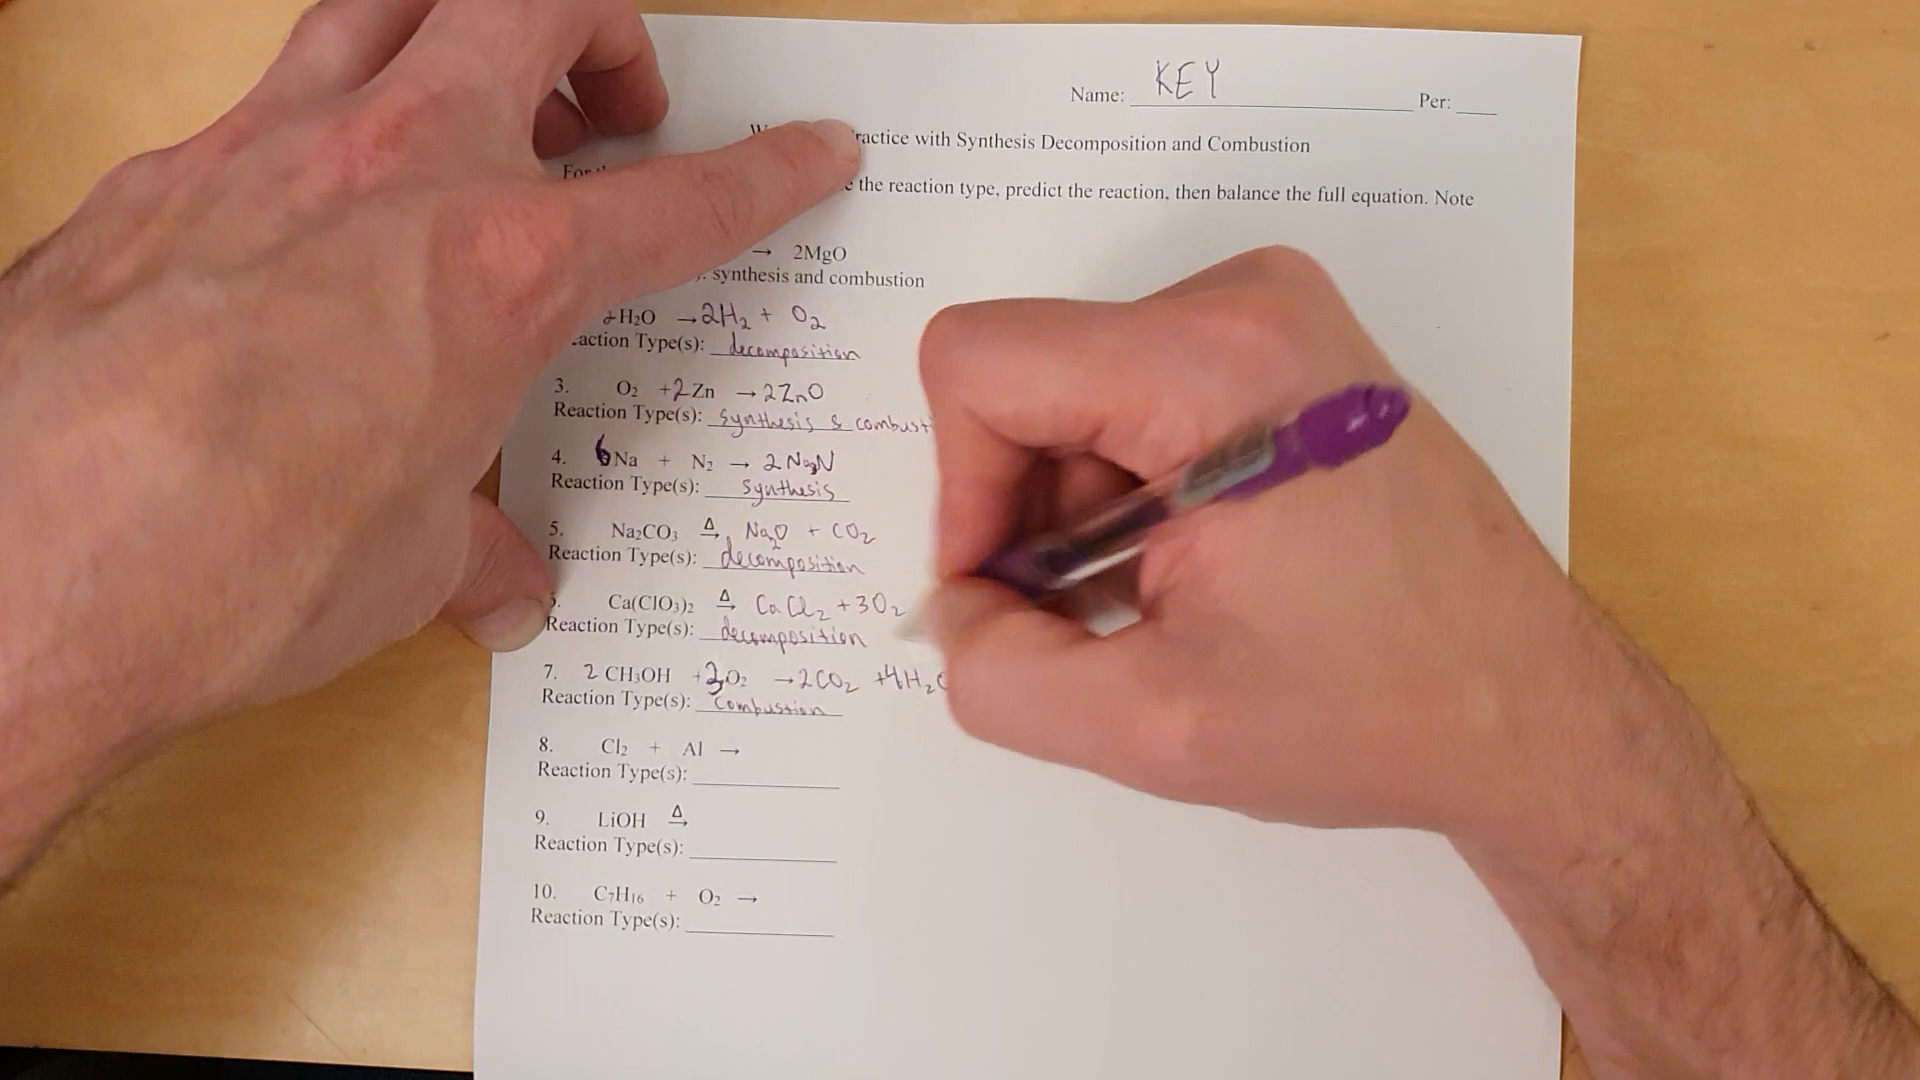 Name: KEY Per:
ractice with Synthesis Decomposition and Combustion
the reaction type, predict the reaction, then balance the full equation. Note
→ 2MgO
synthesis and combustion
2H₂O → 2H₂ + O₂
action Type(s): decomposition
3. O₂ + 2Zn → 2ZnO
Reaction Type(s): synthesis & combusti
4. 6Na + N₂ → 2Na₃N
Reaction Type(s): synthesis
5. Na₂CO₃ Δ→ Na₂O + CO₂
Reaction Type(s): decomposition
Ca(ClO₃)₂ Δ→ CaCl₂ + 3O₂
Reaction Type(s): decomposition
7. 2 CH₃OH + 3O₂ → 2CO₂ + 4H₂O
Reaction Type(s): combustion
8. Cl₂ + Al →
Reaction Type(s):
9. LiOH Δ→
Reaction Type(s):
10. C₇H₁₆ + O₂ →
Reaction Type(s):